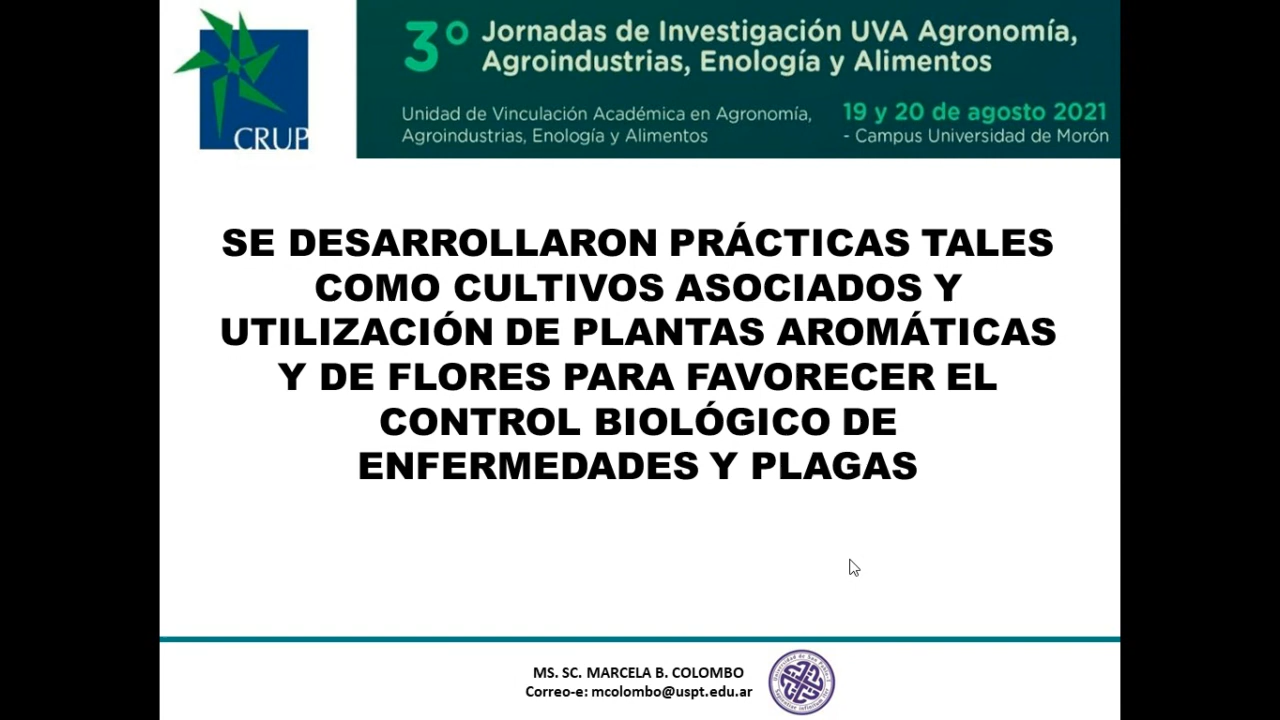 CRUP
3° Jornadas de Investigación UVA Agronomía,
Agroindustrias, Enología y Alimentos
Unidad de Vinculación Académica en Agronomía,
Agroindustrias, Enología y Alimentos
19 y 20 de agosto 2021
- Campus Universidad de Morón
SE DESARROLLARON PRÁCTICAS TALES
COMO CULTIVOS ASOCIADOS Y
UTILIZACIÓN DE PLANTAS AROMÁTICAS
Y DE FLORES PARA FAVORECER EL
CONTROL BIOLÓGICO DE
ENFERMEDADES Y PLAGAS
MS. SC. MARCELA B. COLOMBO
Correo-e: mcolombo@uspt.edu.ar